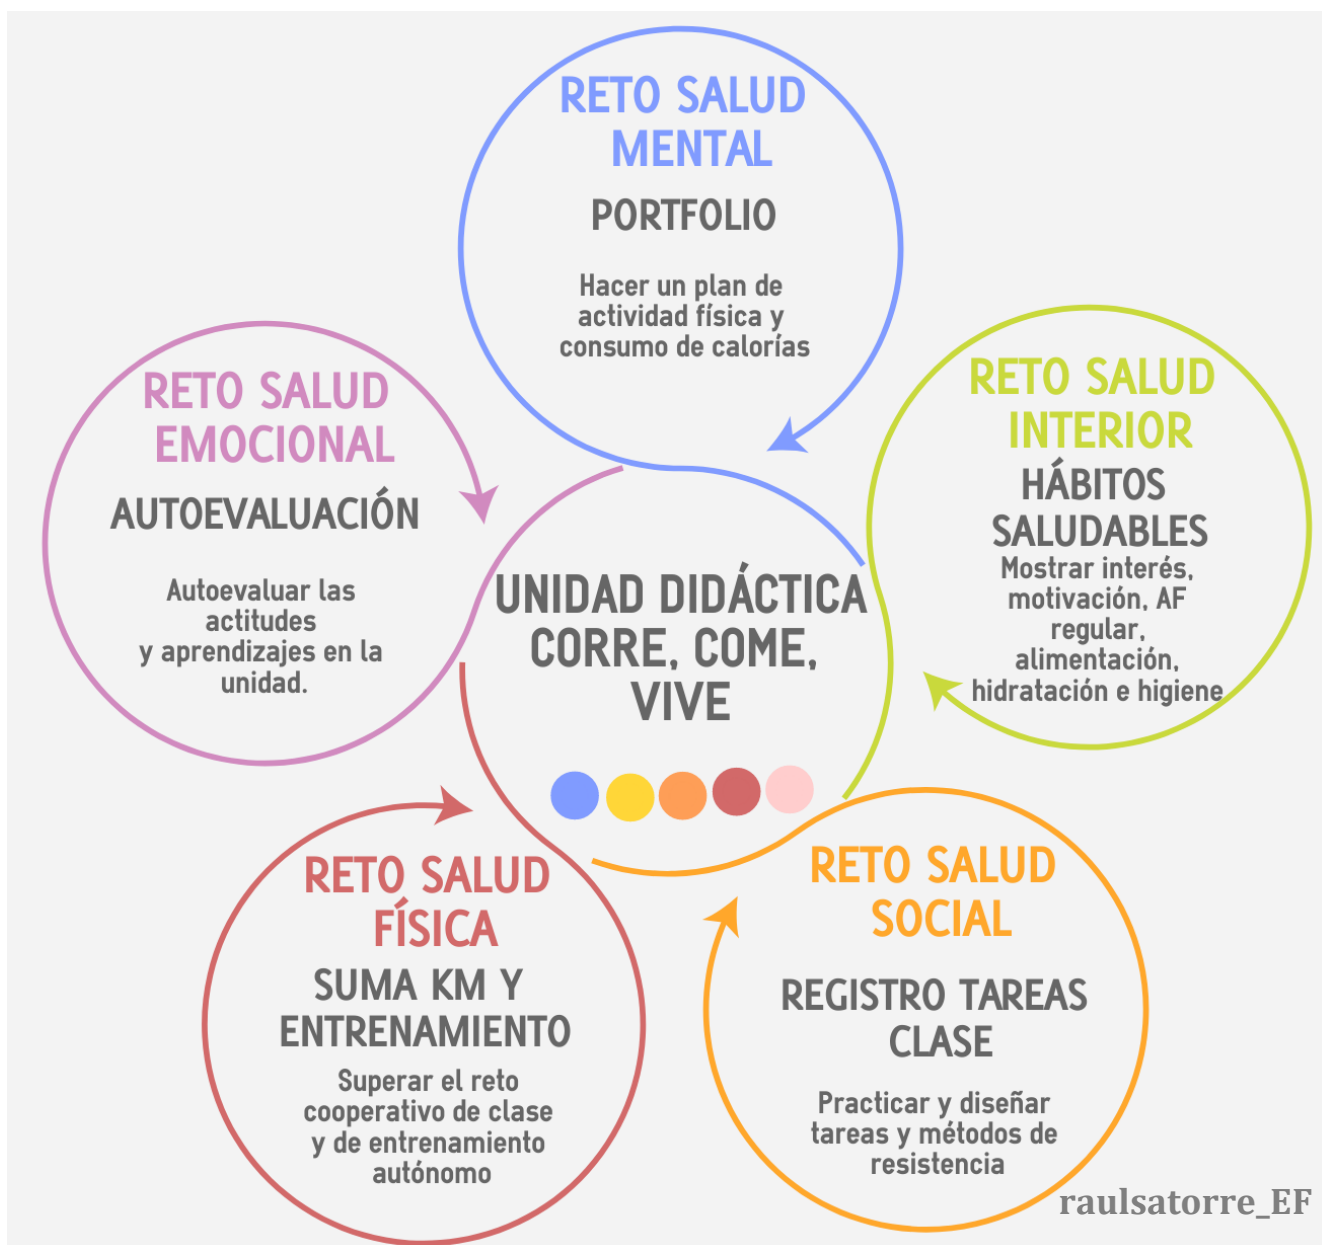 RETO SALUD
MENTAL
PORTFOLIO
Hacer un plan de
actividad física y
consumo de calorías
RETO SALUD
EMOCIONAL
AUTOEVALUACIÓN
Autoevaluar las
actitudes
y aprendizajes en la
unidad.
RETO SALUD
INTERIOR
HÁBITOS
SALUDABLES
Mostrar interés,
motivación, AF
regular,
alimentación,
hidratación e higiene
UNIDAD DIDÁCTICA
CORRE, COME,
VIVE
RETO SALUD
FÍSICA
SUMA KM Y
ENTRENAMIENTO
Superar el reto
cooperativo de clase
y de entrenamiento
autónomo
RETO SALUD
SOCIAL
REGISTRO TAREAS
CLASE
Practicar y diseñar
tareas y métodos de
resistencia
raulsatorre_EF